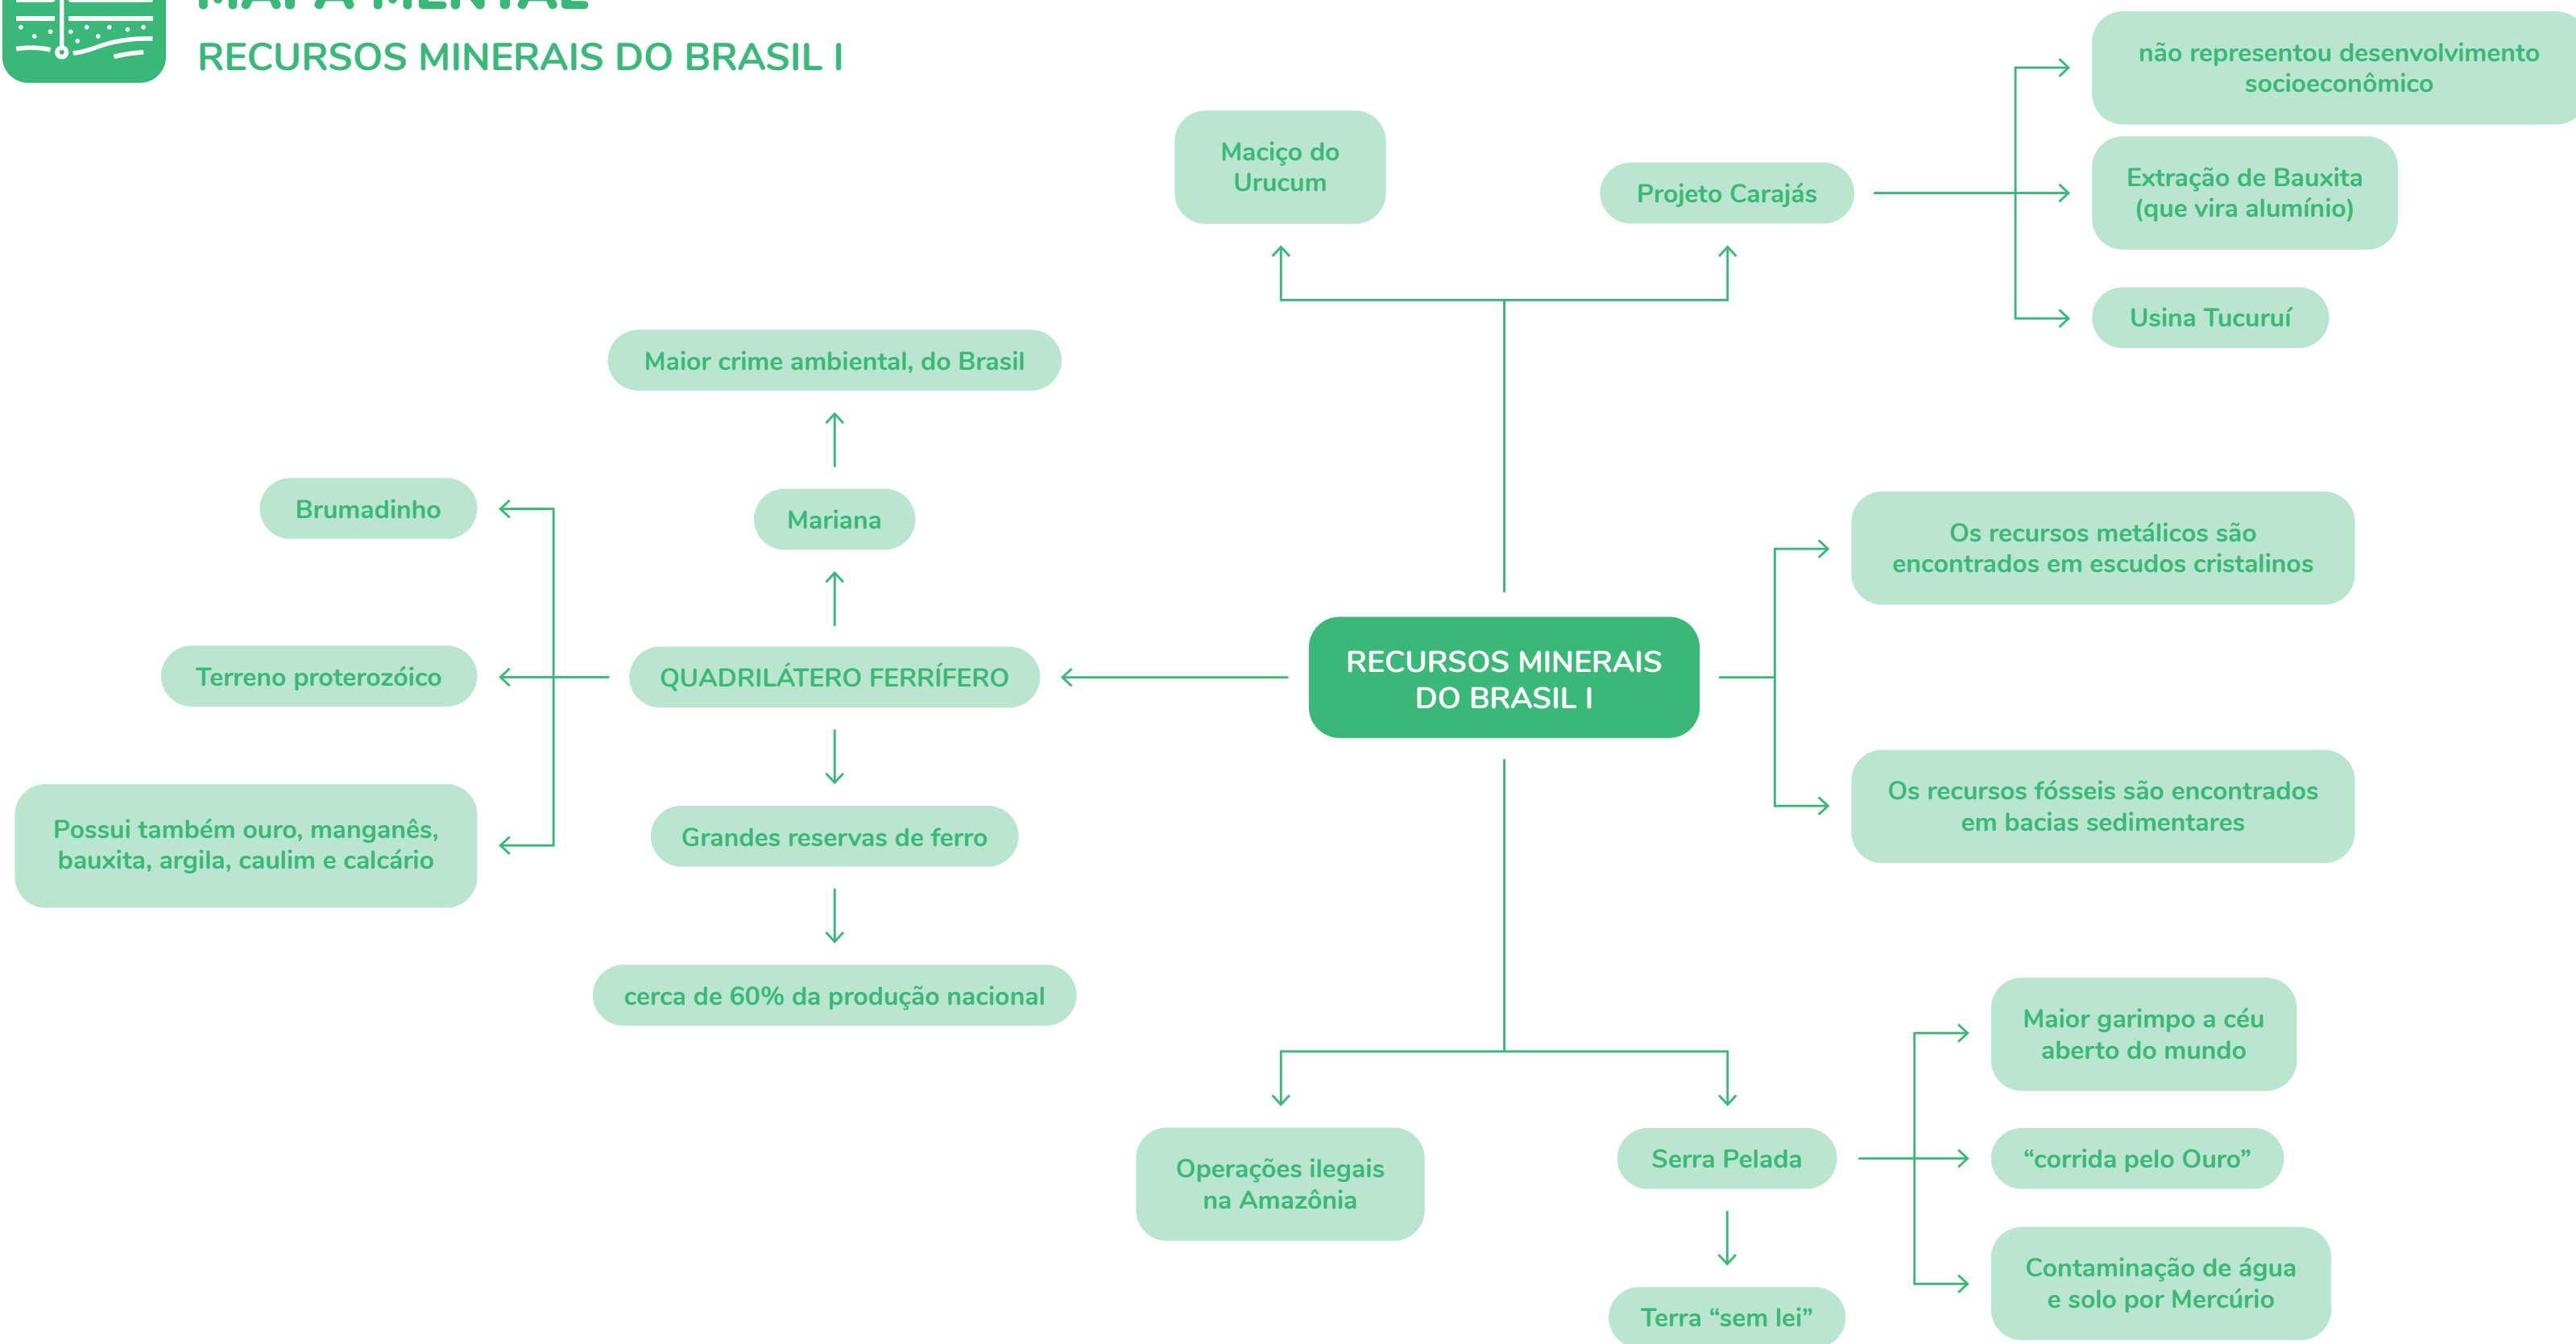 MAPA MENTAL
RECURSOS MINERAIS DO BRASIL I
não representou desenvolvimento
socioeconômico
Maciço do
Urucum
Projeto Carajás
Extração de Bauxita
(que vira alumínio)
Usina Tucuruí
Maior crime ambiental, do Brasil
Brumadinho
Mariana
Os recursos metálicos são
encontrados em escudos cristalinos
Terreno proterozóico
QUADRILÁTERO FERRÍFERO
RECURSOS MINERAIS
DO BRASIL I
Possui também ouro, manganês,
bauxita, argila, caulim e calcário
Grandes reservas de ferro
Os recursos fósseis são encontrados
em bacias sedimentares
cerca de 60% da produção nacional
Maior garimpo a céu
aberto do mundo
Operações ilegais
na Amazônia
Serra Pelada
“corrida pelo Ouro”
Contaminação de água
e solo por Mercúrio
Terra “sem lei”